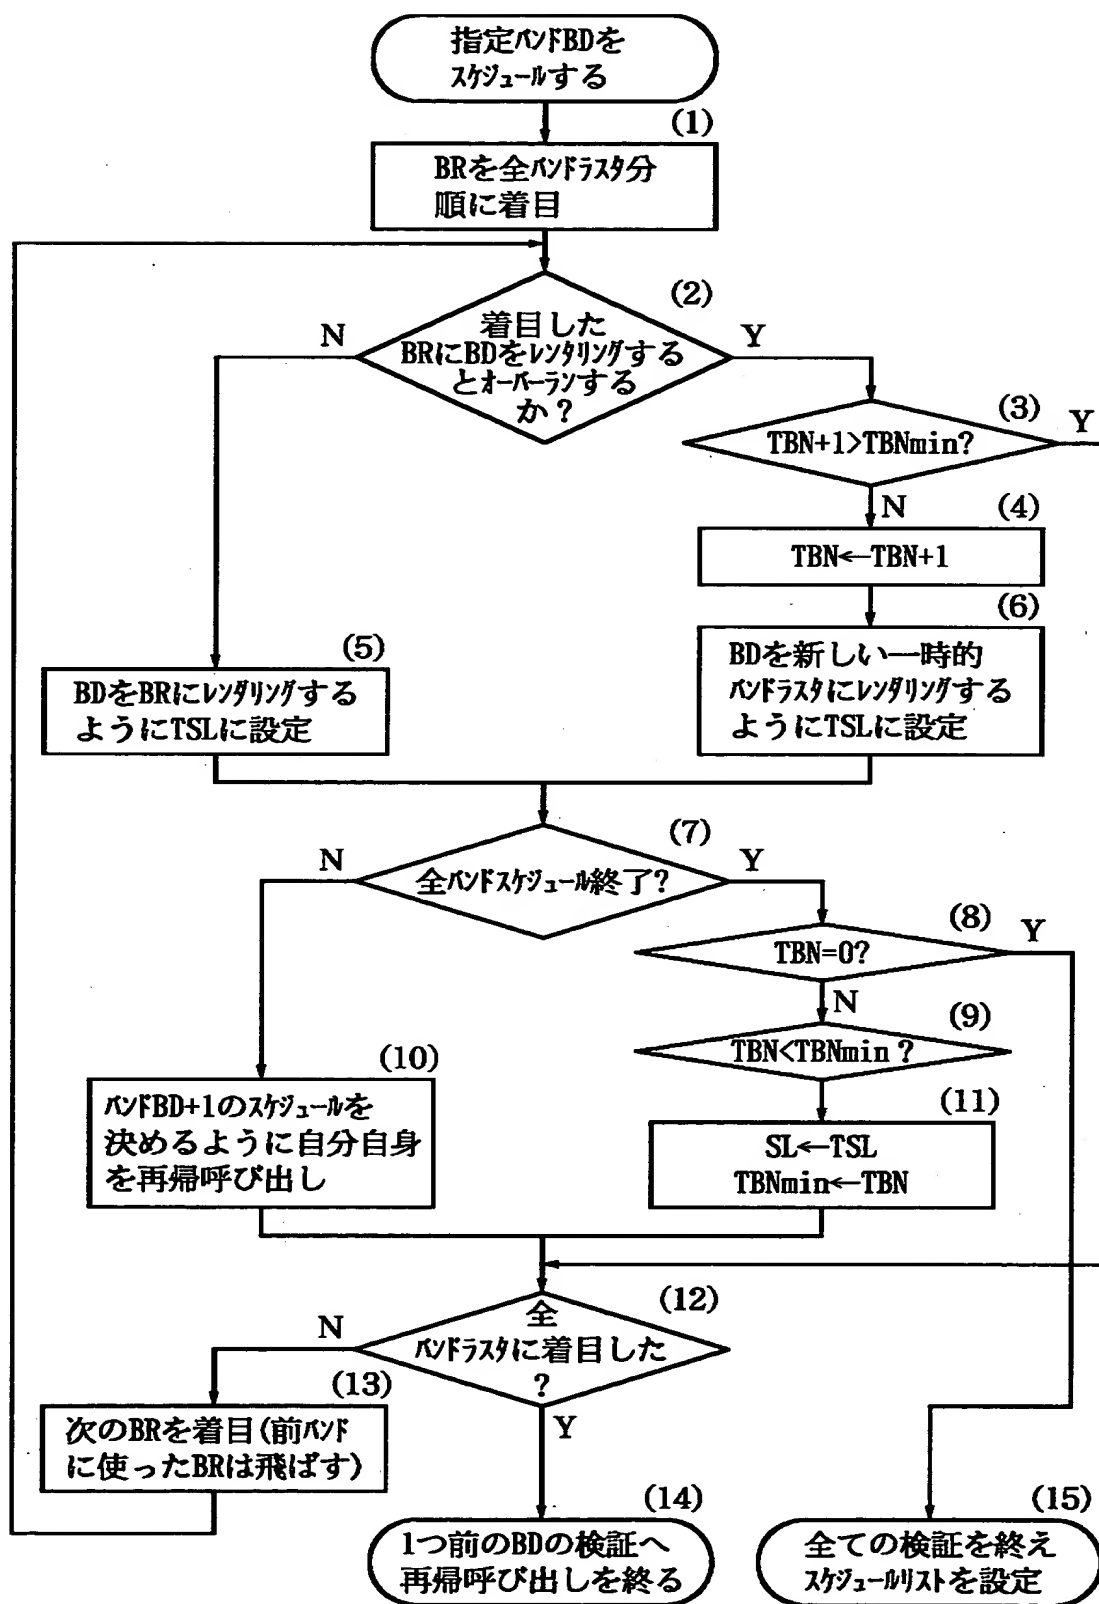 指定バンドBDを
スケジュールする
(1)
BRを全バンドラスタ分
順に着目
(2)
N
着目した
BRにBDをレンタリングする
とオーバーランする
か？
Y
(3)
TBN+1>TBNmin?
Y
N
(4)
TBN←TBN+1
(5)
BDをBRにレンダリングする
ようにTSLに設定
(6)
BDを新しい一時的
バンドラスタにレンダリングする
ようにTSLに設定
(7)
N
全バンドスケジュール終了?
Y
(8)
TBN=0?
Y
N
(9)
TBN<TBNmin？
(10)
バンドBD+1のスケジュールを
決めるように自分自身
を再帰呼び出し
(11)
SL←TSL
TBNmin←TBN
(12)
N
全
バンドラスタに着目した
？
Y
(13)
次のBRを着目(前バンド
に使ったBRは飛ばす)
(14)
1つ前のBDの検証へ
再帰呼び出しを終る
(15)
全ての検証を終え
スケジュールリストを設定